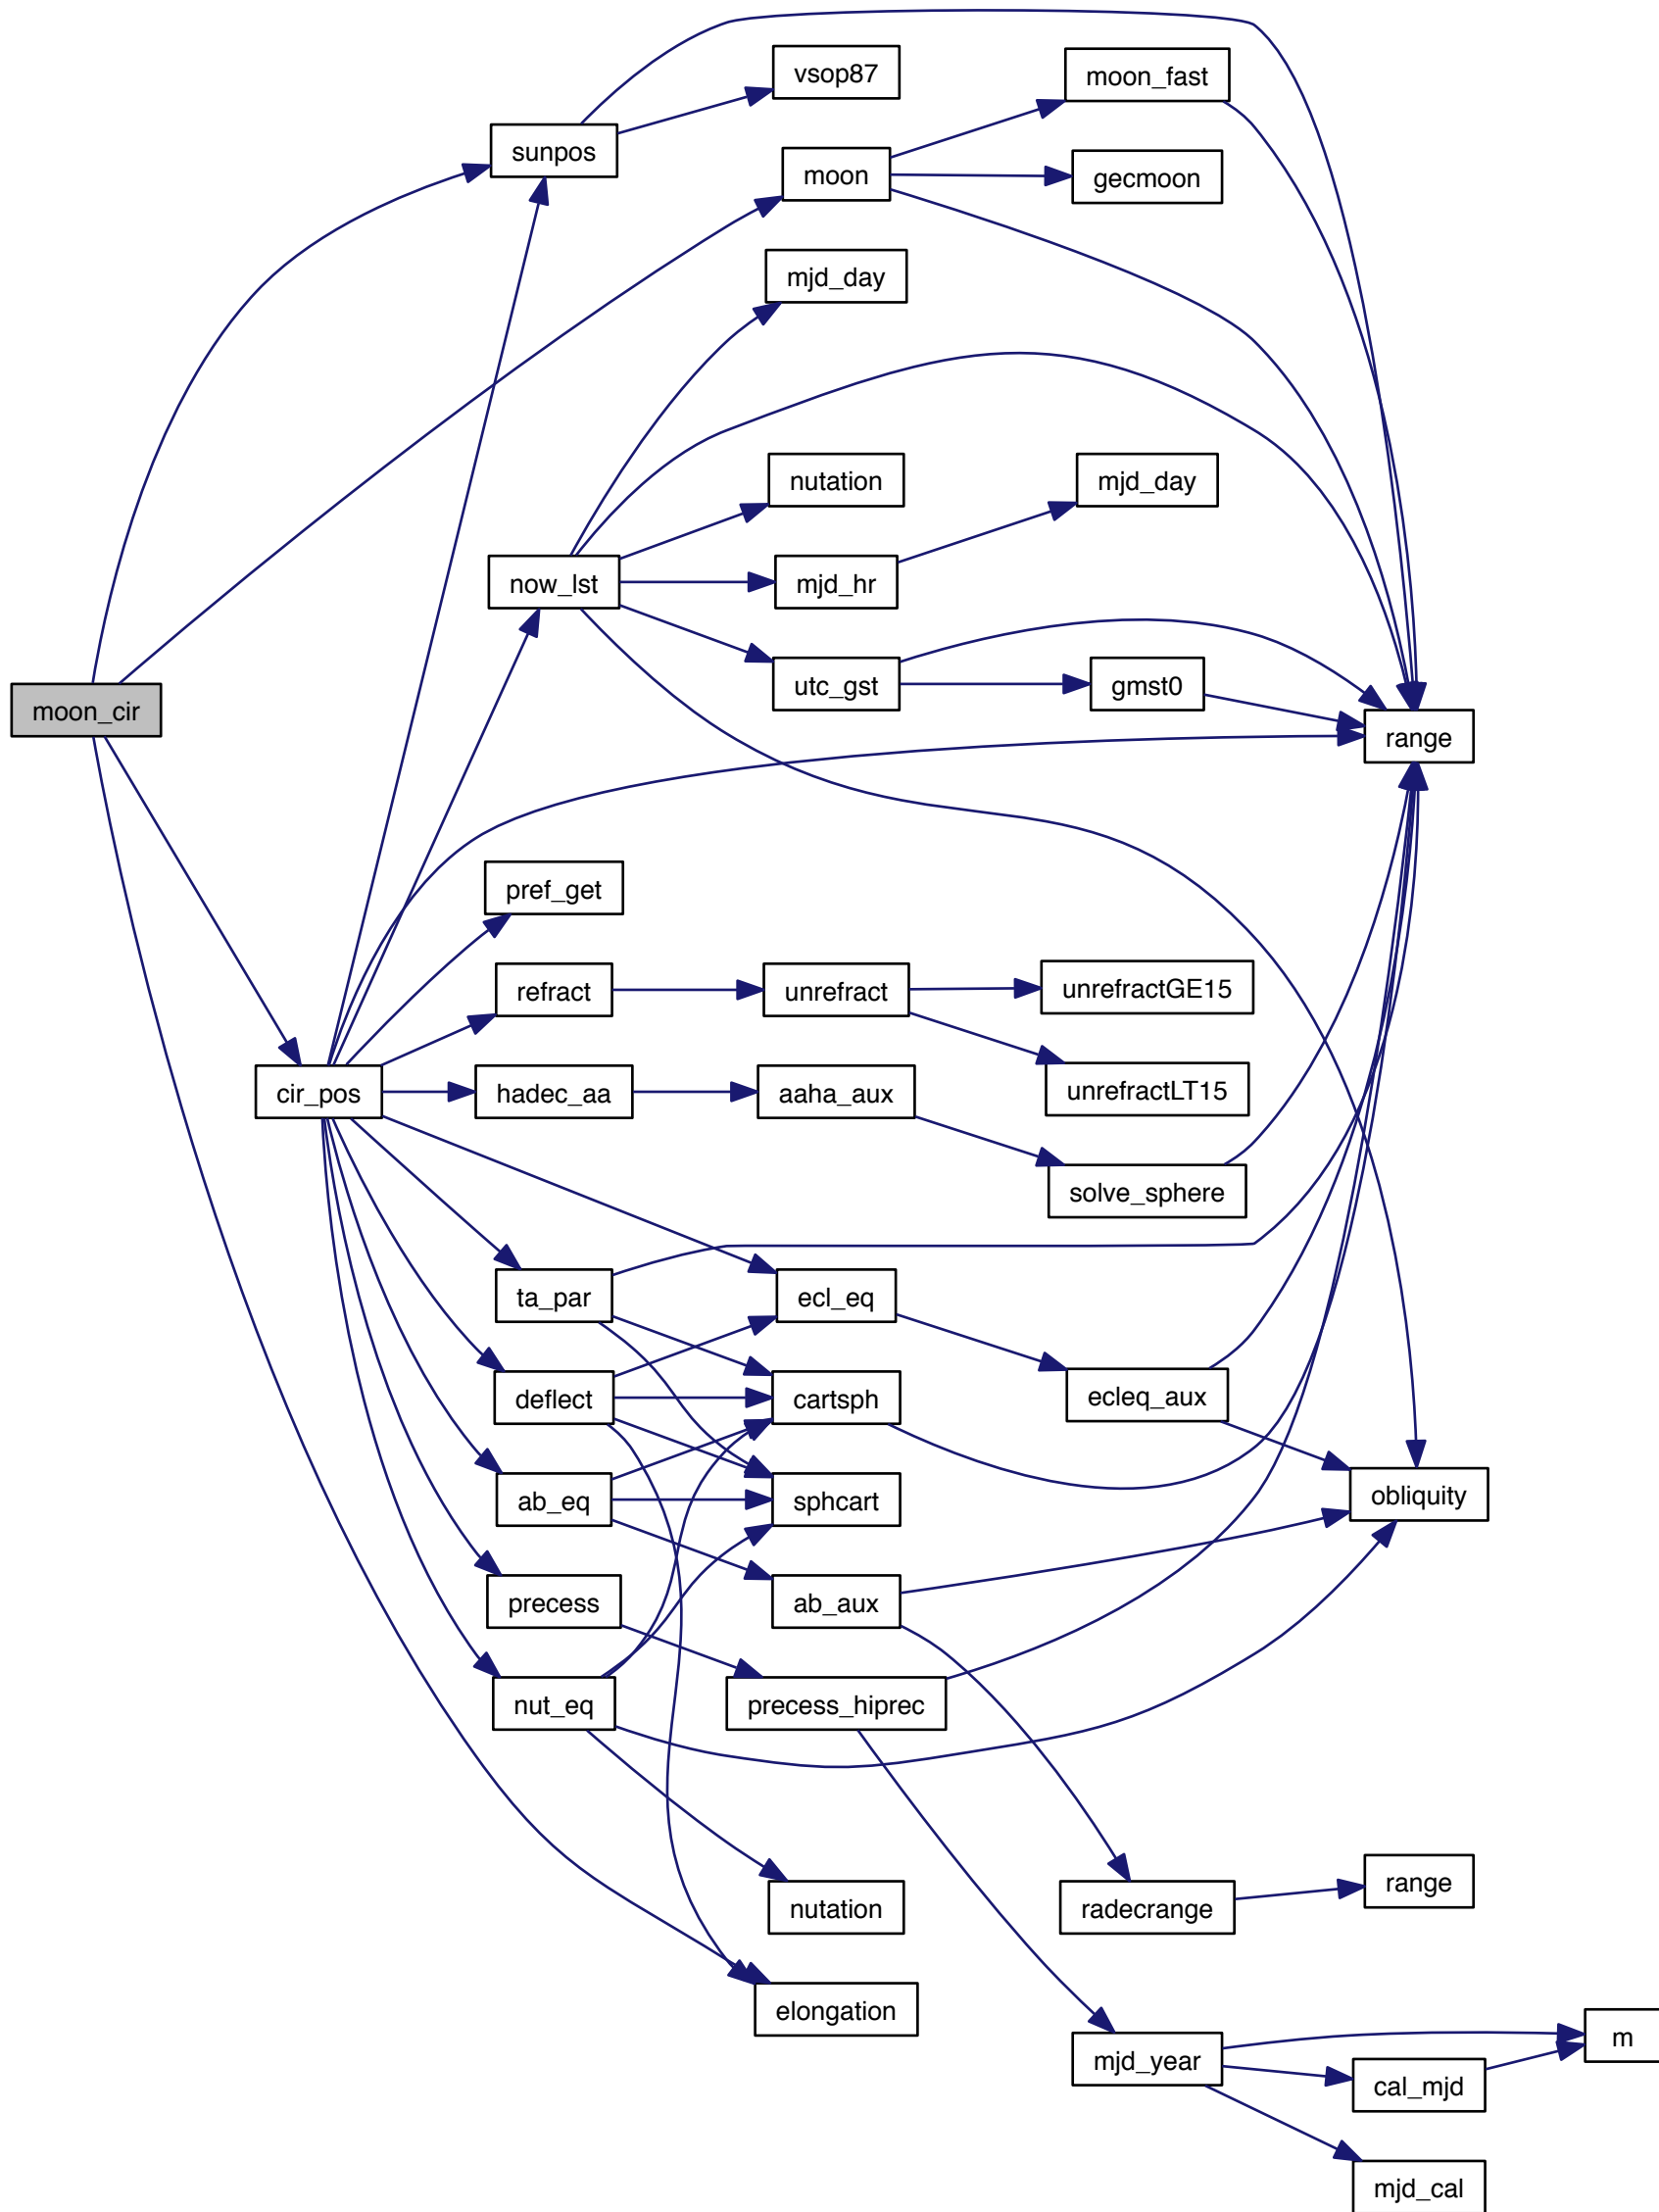 vsop87
moon_fast
sunpos
moon
gecmoon
mjd_day
nutation
mjd_day
now_lst
mjd_hr
utc_gst
gmst0
moon_cir
range
pref_get
refract
unrefract
unrefractGE15
cir_pos
hadec_aa
aaha_aux
unrefractLT15
solve_sphere
ta_par
ecl_eq
deflect
cartsph
ecleq_aux
ab_eq
sphcart
obliquity
precess
ab_aux
nut_eq
precess_hiprec
nutation
radecrange
range
elongation
mjd_year
m
cal_mjd
mjd_cal